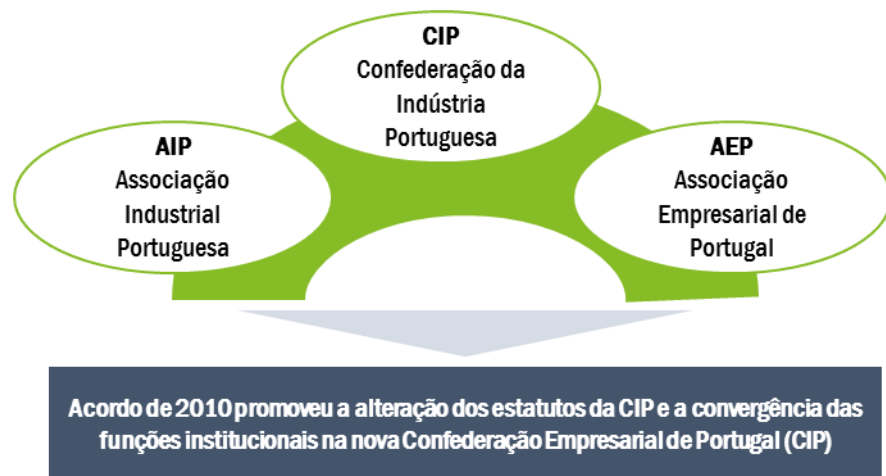 CIP
Confederação da
Indústria
Portuguesa
AIP
Associação
Industrial
Portuguesa
AEP
Associação
Empresarial de
Portugal
Acordo de 2010 promoveu a alteração dos estatutos da CIP e a convergência das
funções institucionais na nova Confederação Empresarial de Portugal (CIP)